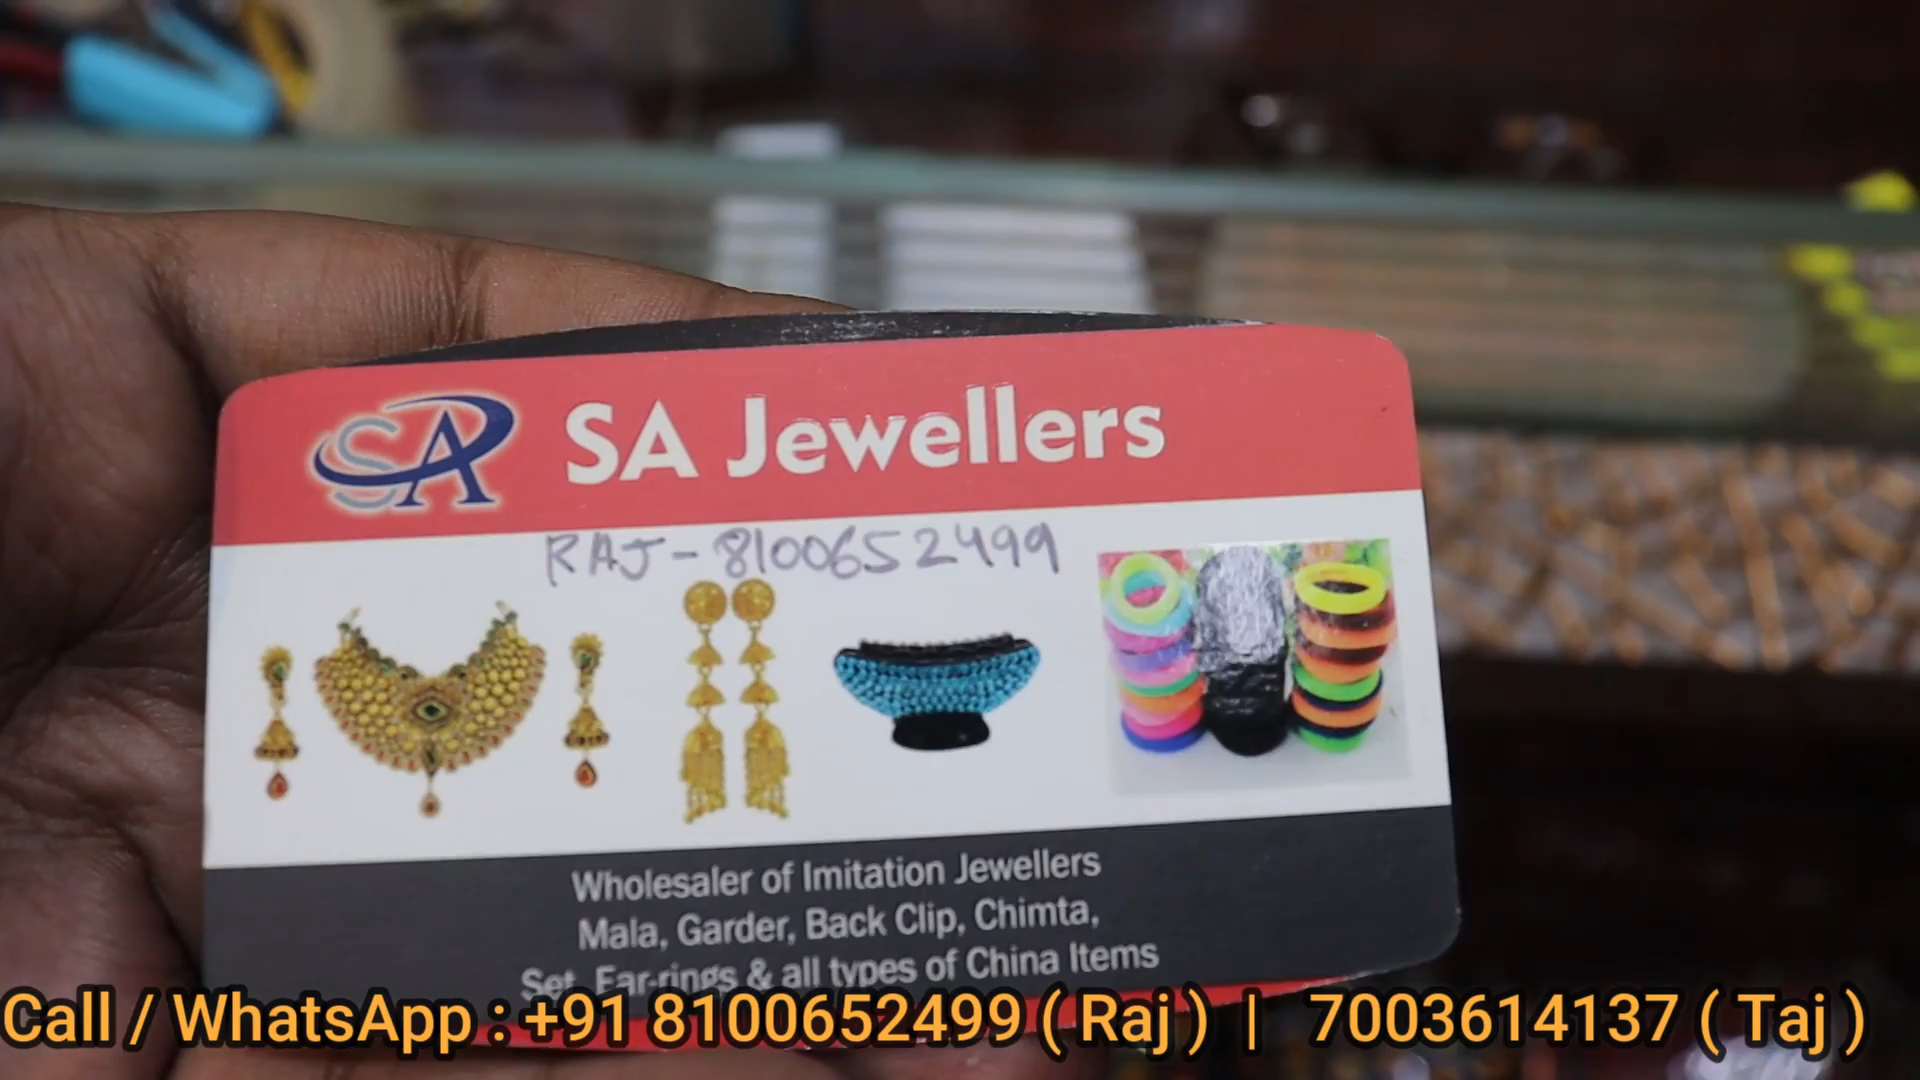 SA
SA Jewellers
RAJ-8100652499
Wholesaler of Imitation Jewellers
Mala, Garder, Back Clip, Chimta,
Set, Ear-rings & all types of China Items
Call / WhatsApp : +91 8100652499 ( Raj ) | 7003614137 ( Taj )